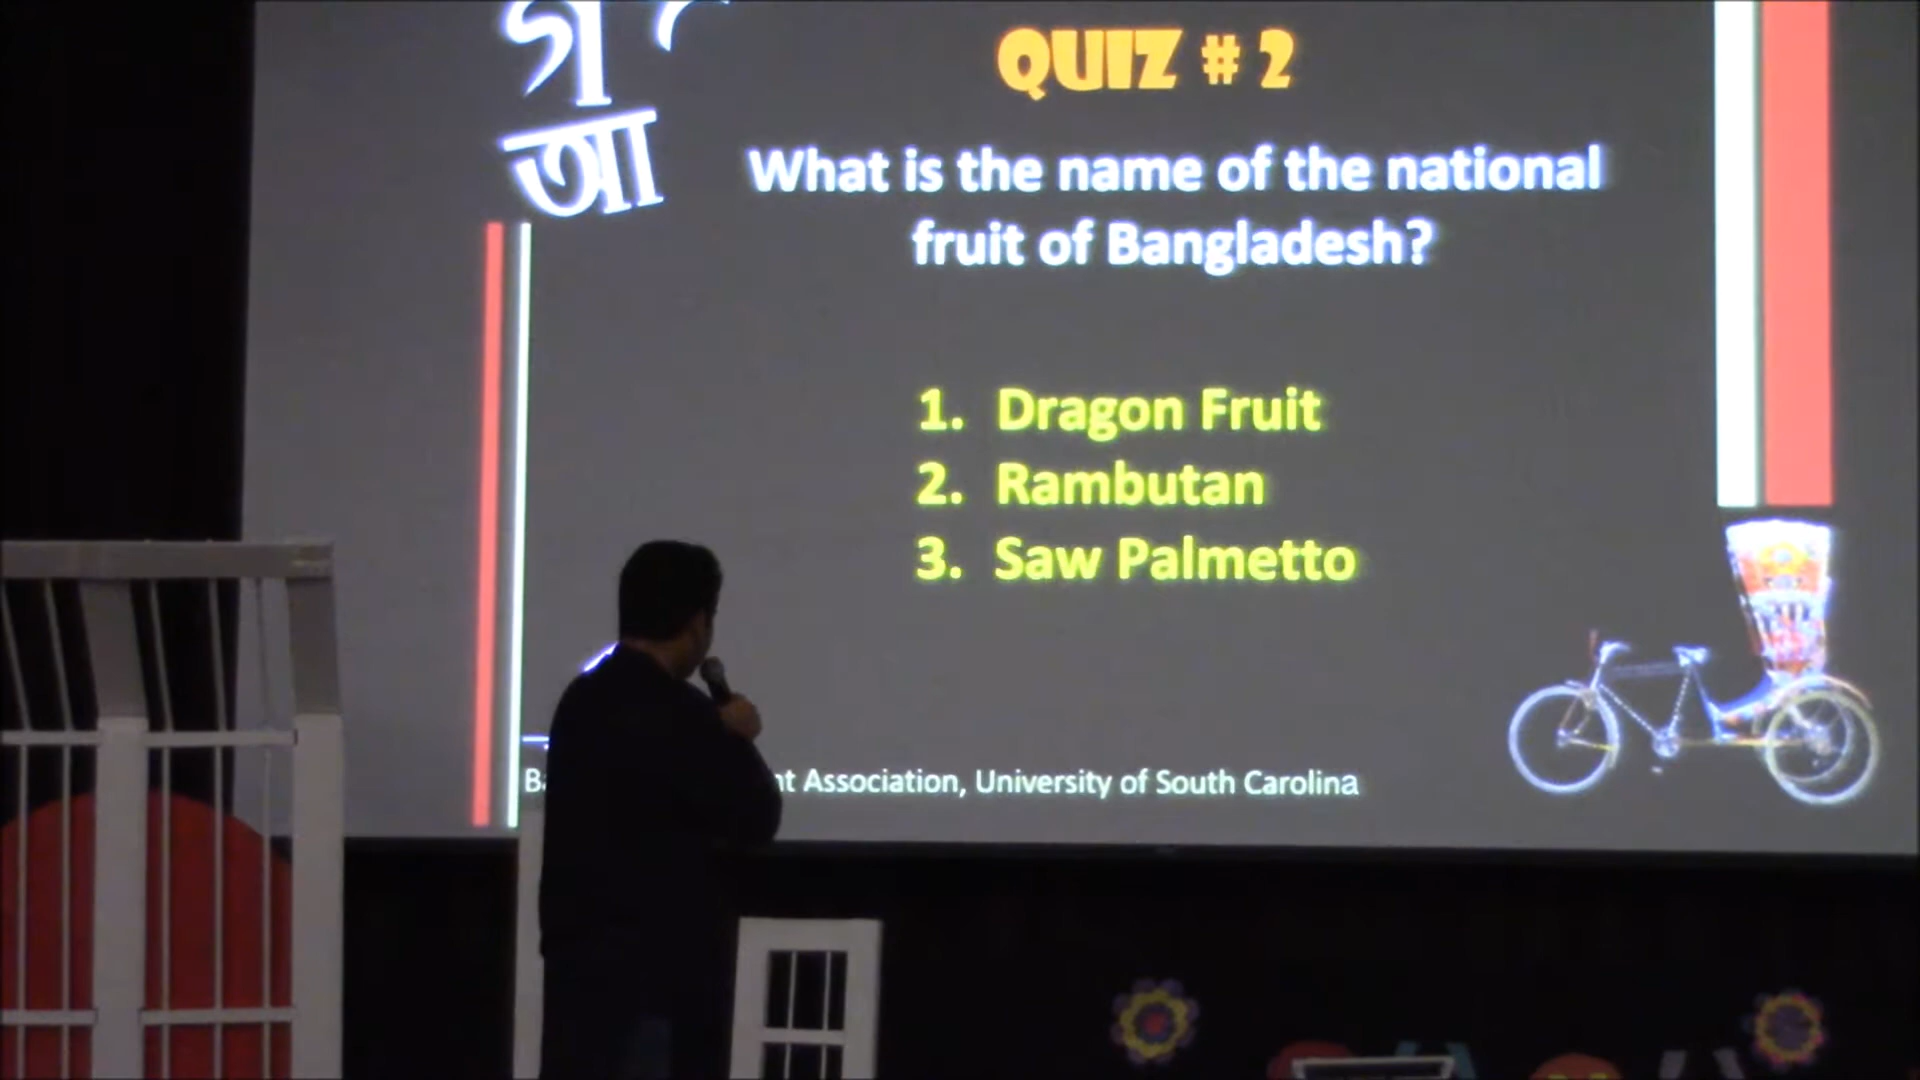 গ
আ
QUIZ # 2
What is the name of the national
fruit of Bangladesh?
1. Dragon Fruit
2. Rambutan
3. Saw Palmetto
Association, University of South Carolina